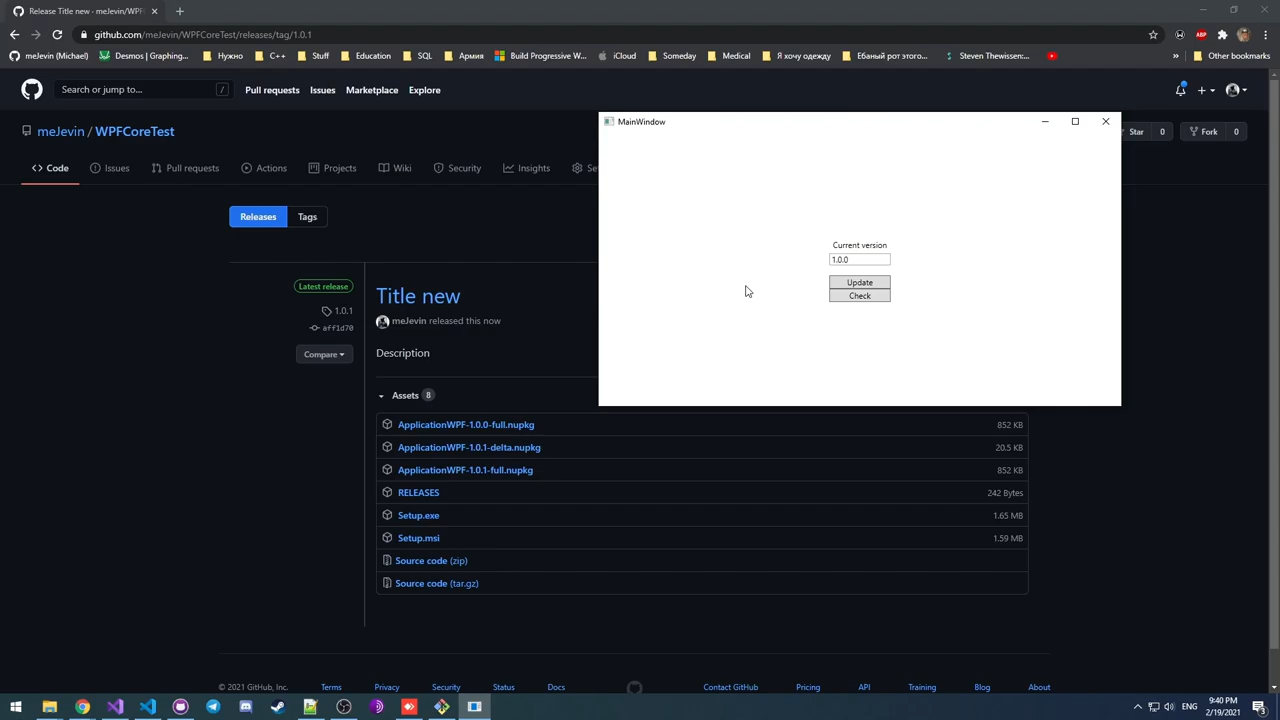 Release Title new - meJevin/WPF
github.com/meJevin/WPFCoreTest/releases/tag/1.0.1
meJevin (Michael)
Desmos | Graphing...
Нужно
C++
Stuff
Education
SQL
Армия
Build Progressive W...
iCloud
Someday
Medical
Я хочу одежду
Ебаный рот этого...
Steven Thewissen:...
»
Other bookmarks
Search or jump to...
/
Pull requests
Issues
Marketplace
Explore
meJevin / WPFCoreTest
Star 0
Fork 0
Code
Issues
Pull requests
Actions
Projects
Wiki
Security
Insights
Se
MainWindow
Current version
1.0.0
Update
Check
Releases
Tags
Latest release
1.0.1
aff1d70
Compare
Title new
meJevin released this now
Description
Assets 8
ApplicationWPF-1.0.0-full.nupkg 852 KB
ApplicationWPF-1.0.1-delta.nupkg 20.5 KB
ApplicationWPF-1.0.1-full.nupkg 852 KB
RELEASES 242 Bytes
Setup.exe 1.65 MB
Setup.msi 1.59 MB
Source code (zip)
Source code (tar.gz)
© 2021 GitHub, Inc.
Terms
Privacy
Security
Status
Docs
Contact GitHub
Pricing
API
Training
Blog
About
ENG
9:40 PM
2/19/2021